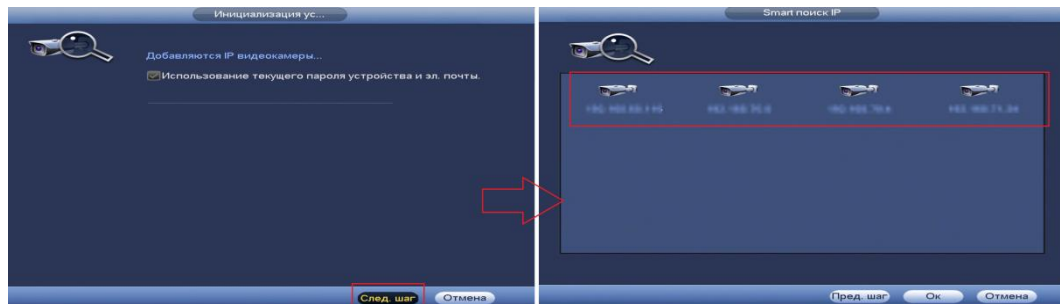 Инициализация ус...
Добавляются IP видеокамеры...
Использование текущего пароля устройства и эл. почты.
След. шаг
Отмена
Smart поиск IP
Пред. шаг
Ок
Отмена